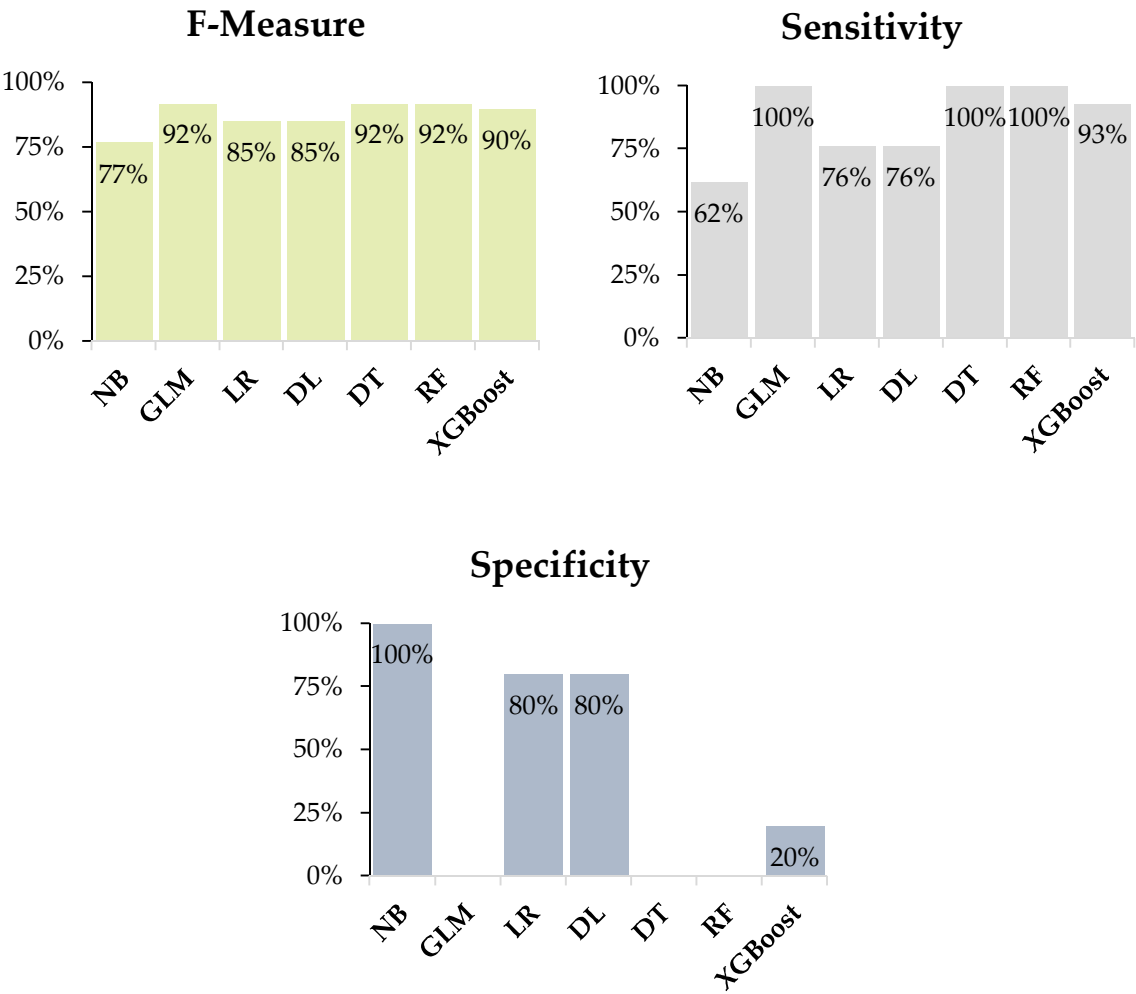 F-Measure
100%
75%
50%
25%
0%
77%
92%
85%
85%
92%
92%
90%
NB
GLM
LR
DL
DT
RF
XGBoost
Sensitivity
100%
75%
50%
25%
0%
62%
100%
76%
76%
100%
100%
93%
NB
GLM
LR
DL
DT
RF
XGBoost
Specificity
100%
75%
50%
25%
0%
100%
80%
80%
20%
NB
GLM
LR
DL
DT
RF
XGBoost